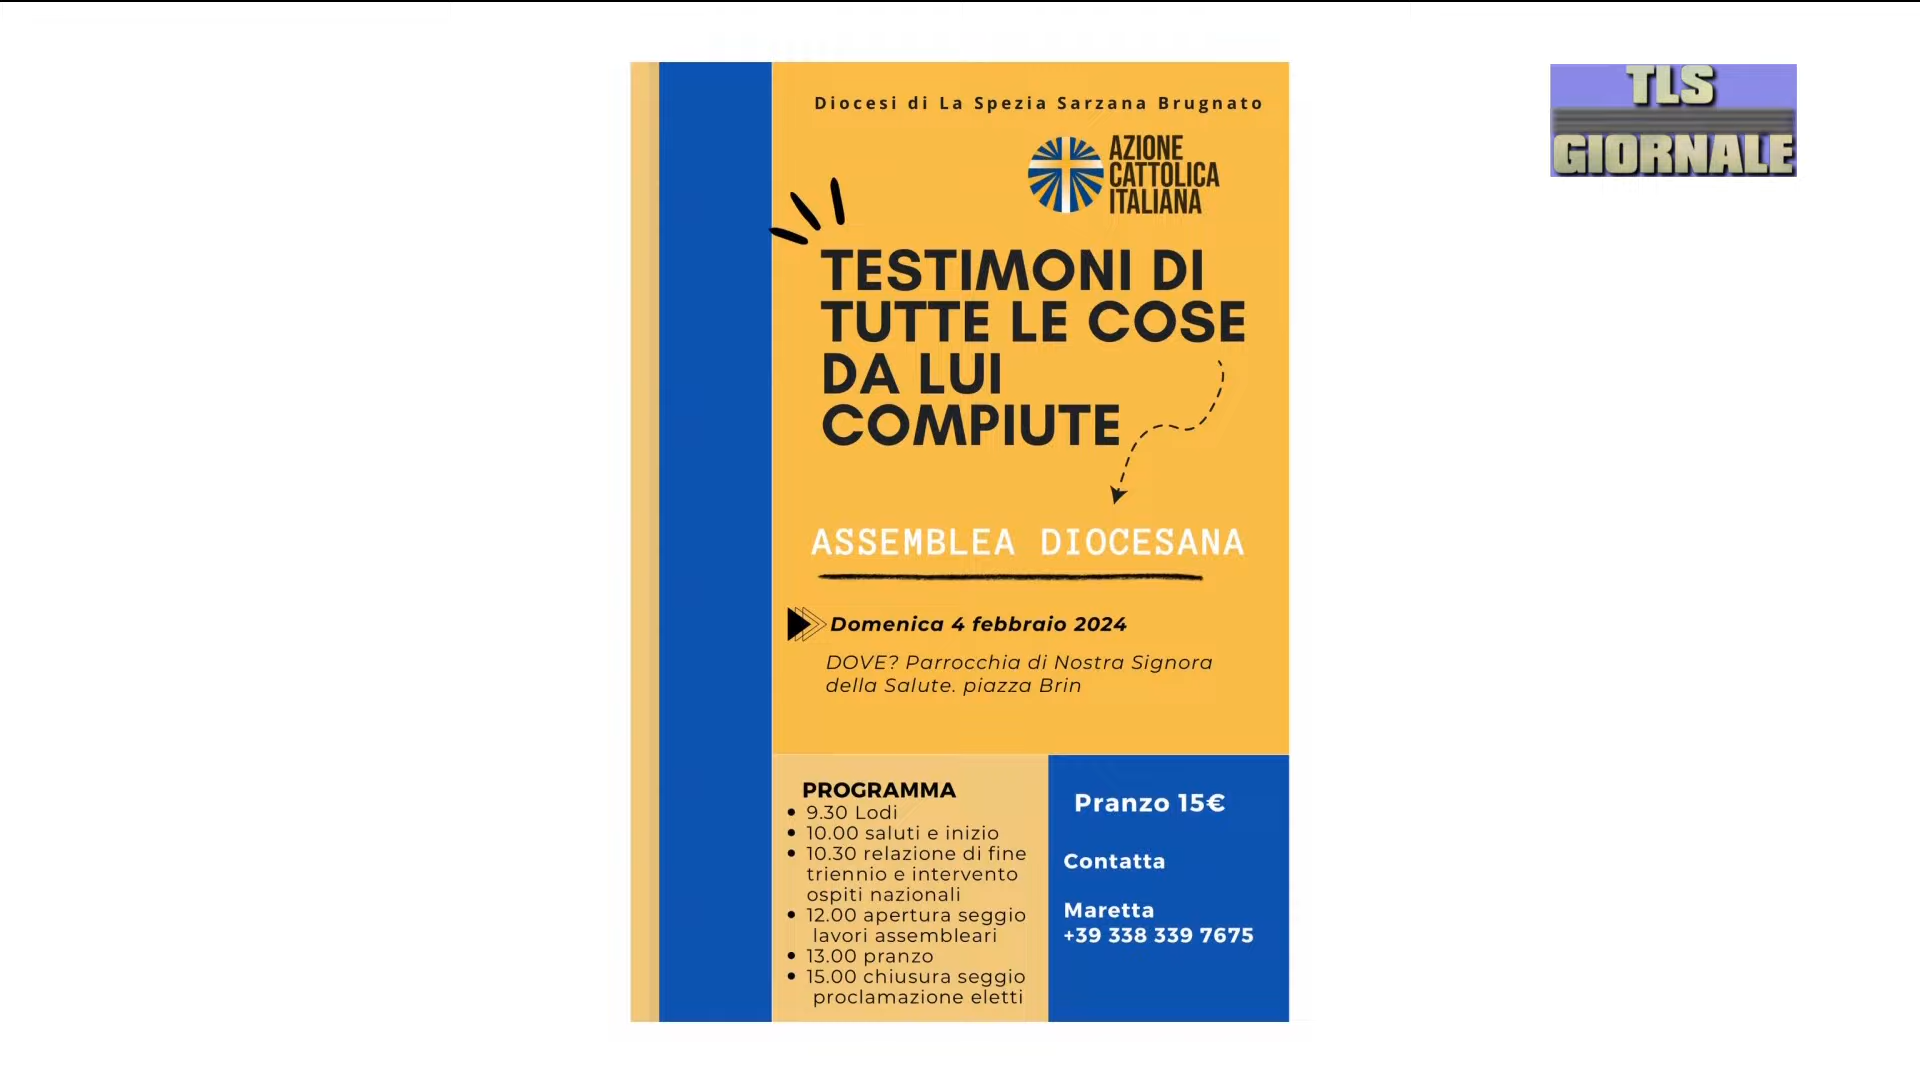 Diocesi di La Spezia Sarzana Brugnato
AZIONE
CATTOLICA
ITALIANA
TESTIMONI DI
TUTTE LE COSE
DA LUI
COMPIUTE
ASSEMBLEA DIOCESANA
Domenica 4 febbraio 2024
DOVE? Parrocchia di Nostra Signora
della Salute. piazza Brin
PROGRAMMA
• 9.30 Lodi
• 10.00 saluti e inizio
• 10.30 relazione di fine
triennio e intervento
ospiti nazionali
• 12.00 apertura seggio
lavori assembleari
• 13.00 pranzo
• 15.00 chiusura seggio
proclamazione eletti
Pranzo 15€
Contatta
Maretta
+39 338 339 7675
TLS
GIORNALE